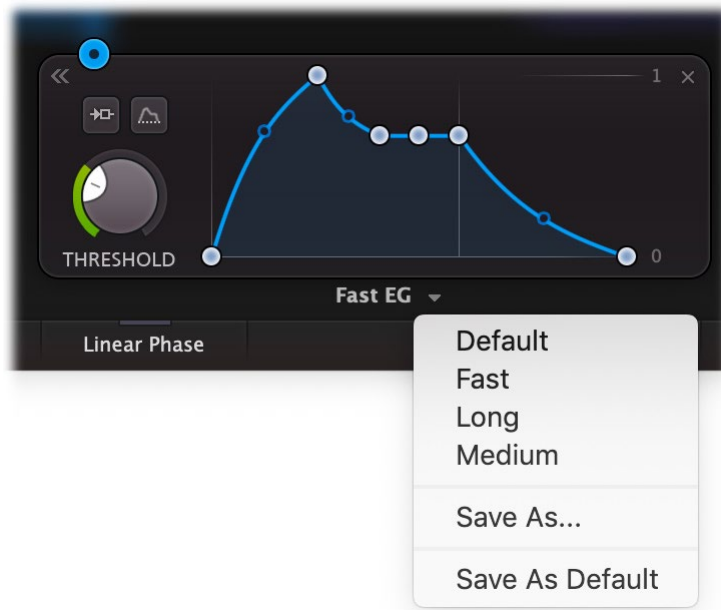 1
THRESHOLD
0
Fast EG
Linear Phase
Default
Fast
Long
Medium
Save As...
Save As Default